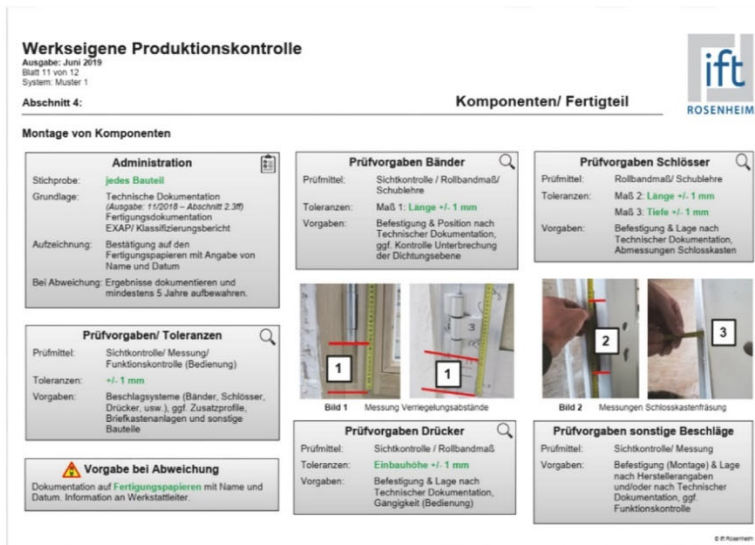 Werkseigene Produktionskontrolle
Ausgabe: Juni 2019
Blatt 11 von 12
System: Muster 1
ift
ROSENHEIM
Abschnitt 4:
Komponenten/ Fertigteil
Montage von Komponenten
Administration
Stichprobe: jedes Bauteil
Grundlage: Technische Dokumentation
(Ausgabe: 11/2018 – Abschnitt 2.3ff)
Fertigungsdokumentation
EXAP/ Klassifizierungsbericht
Aufzeichnung: Bestätigung auf den
Fertigungspapieren mit Angabe von
Name und Datum
Bei Abweichung: Ergebnisse dokumentieren und
mindestens 5 Jahre aufbewahren.
Prüfvorgaben/ Toleranzen
Prüfmittel: Sichtkontrolle/ Messung/
Funktionskontrolle (Bedienung)
Toleranzen: +/- 1 mm
Vorgaben: Beschlagsysteme (Bänder, Schlösser,
Drücker, usw.), ggf. Zusatzprofile,
Briefkastenanlagen und sonstige
Bauteile
Vorgabe bei Abweichung
Dokumentation auf Fertigungspapieren mit Name und
Datum. Information an Werkstattleiter.
Prüfvorgaben Bänder
Prüfmittel: Sichtkontrolle / Rollbandmaß/
Schublehre
Toleranzen: Maß 1: Länge +/- 1 mm
Vorgaben: Befestigung & Position nach
Technischer Dokumentation,
ggf. Kontrolle Unterbrechung
der Dichtungsebene
1
3
1
Bild 1 Messung Verriegelungsabstände
Prüfvorgaben Drücker
Prüfmittel: Sichtkontrolle / Rollbandmaß
Toleranzen: Einbauhöhe +/- 1 mm
Vorgaben: Befestigung & Lage nach
Technischer Dokumentation,
Gängigkeit (Bedienung)
Prüfvorgaben Schlösser
Prüfmittel: Rollbandmaß/ Schublehre
Toleranzen: Maß 2: Länge +/- 1 mm
Maß 3: Tiefe +/- 1 mm
Vorgaben: Befestigung & Lage nach
Technischer Dokumentation,
Abmessungen Schlosskasten
2
3
Bild 2 Messungen Schlosskastenfräsung
Prüfvorgaben sonstige Beschläge
Prüfmittel: Sichtkontrolle/ Messung
Vorgaben: Befestigung (Montage) & Lage
nach Herstellerangaben
und/oder nach Technischer
Dokumentation, ggf.
Funktionskontrolle
© ift Rosenheim